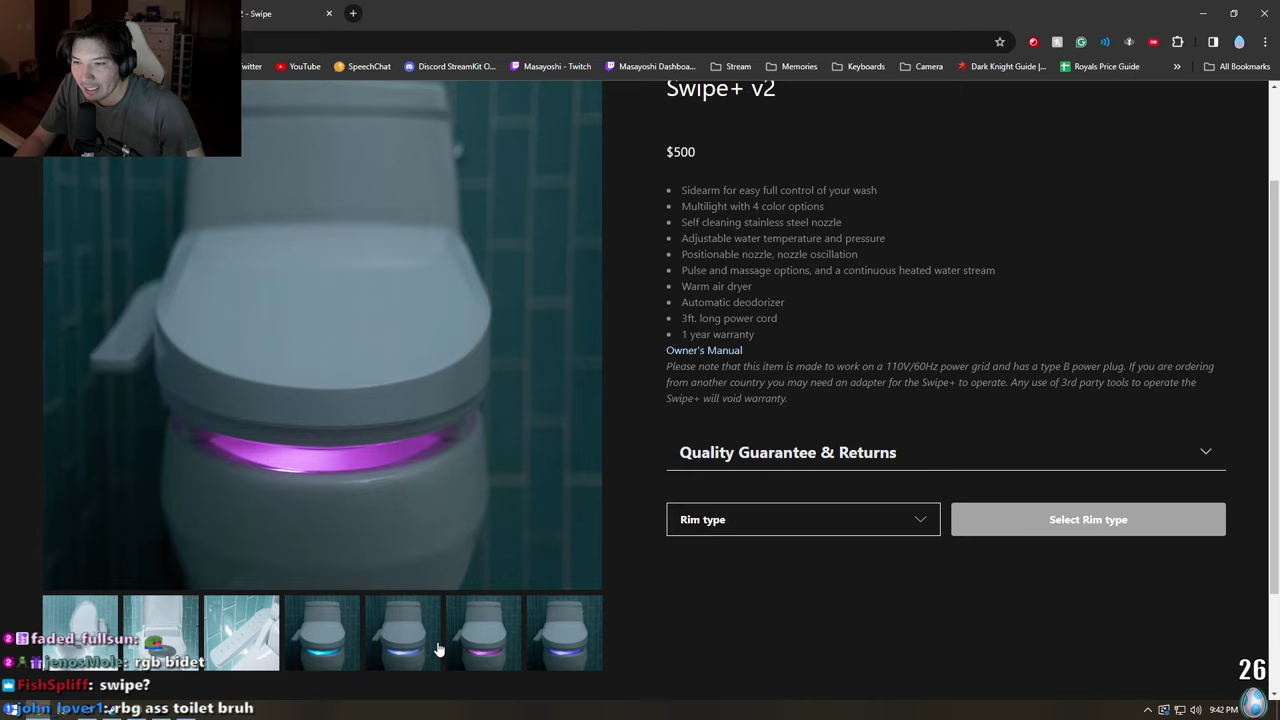 2 - Swipe
witter
YouTube
SpeechChat
Discord StreamKit O...
Masayoshi - Twitch
Masayoshi Dashboa...
Stream
Memories
Keyboards
Camera
Dark Knight Guide |...
Royals Price Guide
»
All Bookmarks
Swipe+ v2
$500
Sidearm for easy full control of your wash
Multilight with 4 color options
Self cleaning stainless steel nozzle
Adjustable water temperature and pressure
Positionable nozzle, nozzle oscillation
Pulse and massage options, and a continuous heated water stream
Warm air dryer
Automatic deodorizer
3ft. long power cord
1 year warranty
Owner's Manual
Please note that this item is made to work on a 110V/60Hz power grid and has a type B power plug. If you are ordering
from another country you may need an adapter for the Swipe+ to operate. Any use of 3rd party tools to operate the
Swipe+ will void warranty.
Quality Guarantee & Returns
Rim type
Select Rim type
2 faded_fullsun:
2 jenosMole: rgb bidet
FishSpliff: swipe?
john_lover1: rbg ass toilet bruh
26
9:42 PM